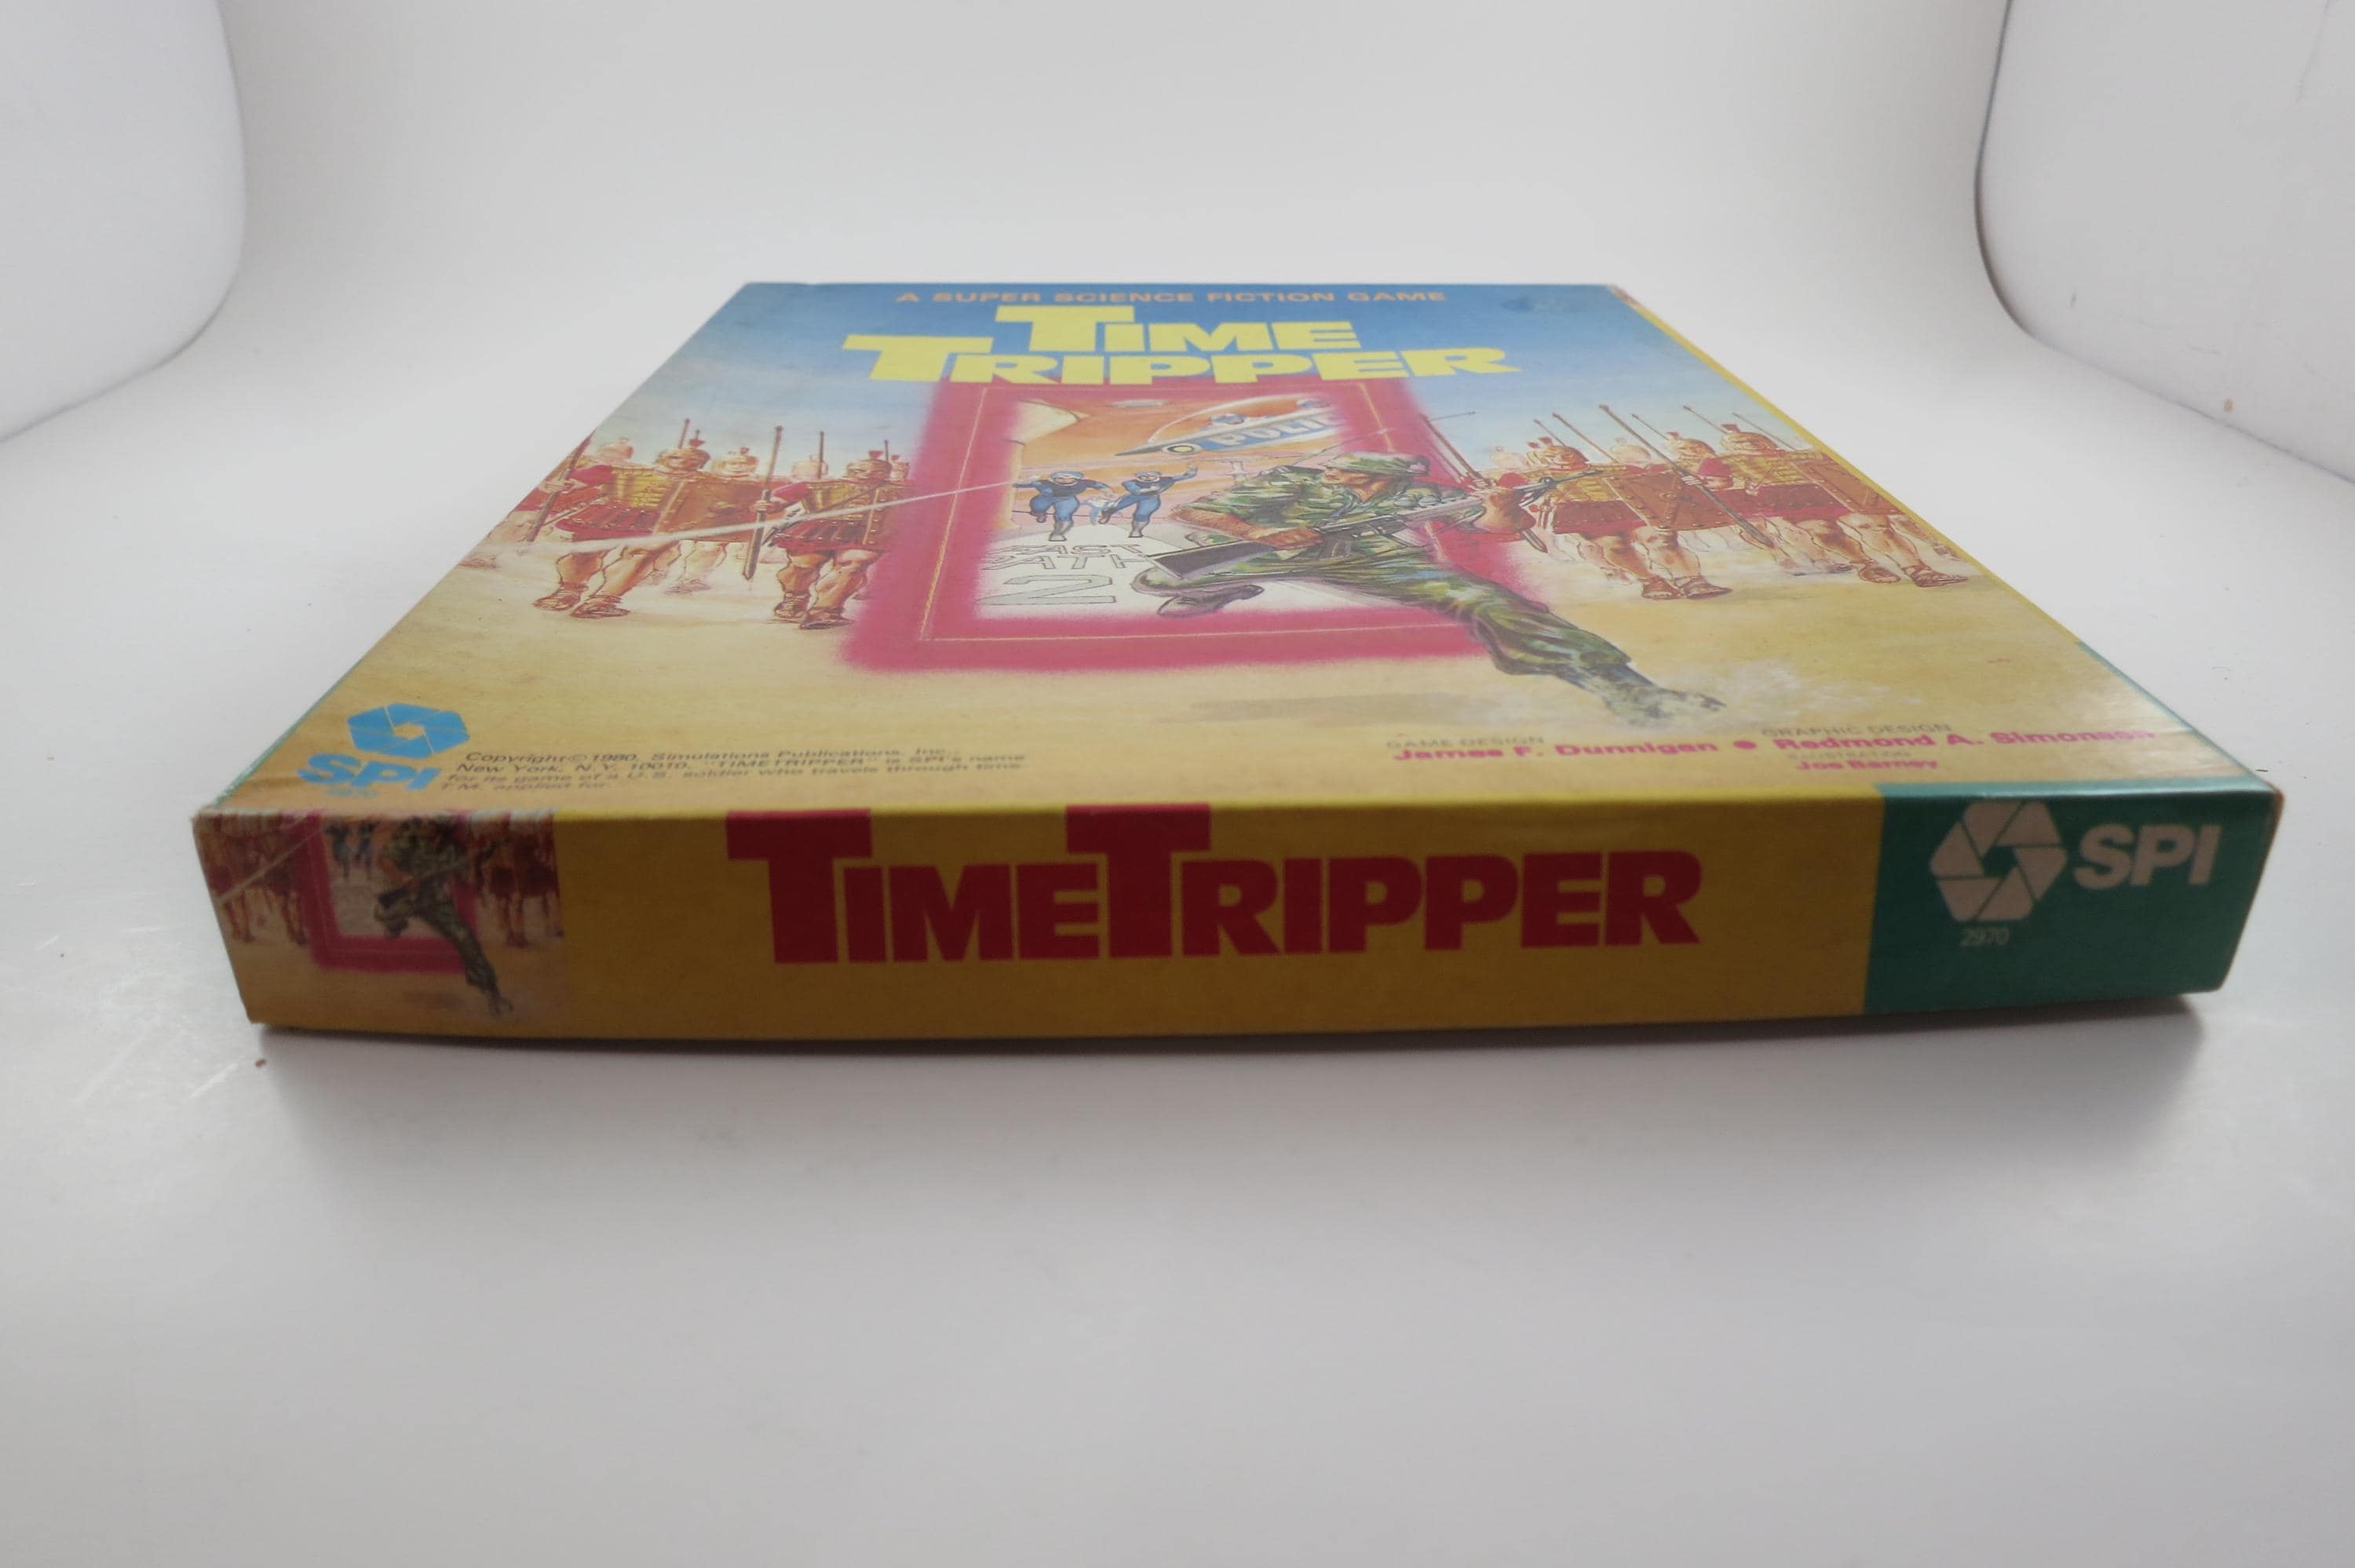 A SUPER SCIENCE FICTION GAME
TIME
TRIPPER
POLIC
2
SPI
Copyright © 1980, Simulations Publications, Inc.,
New York, N.Y. 10010. "TIMETRIPPER" is SPI's name
for its game of a U.S. soldier who travels through time.
T.M. applied for.
GAME DESIGN
James F. Dunnigan • Redmond A. Simonsen
GRAPHIC DESIGN
Joe Barney
TIMETRIPPER
SPI
2970